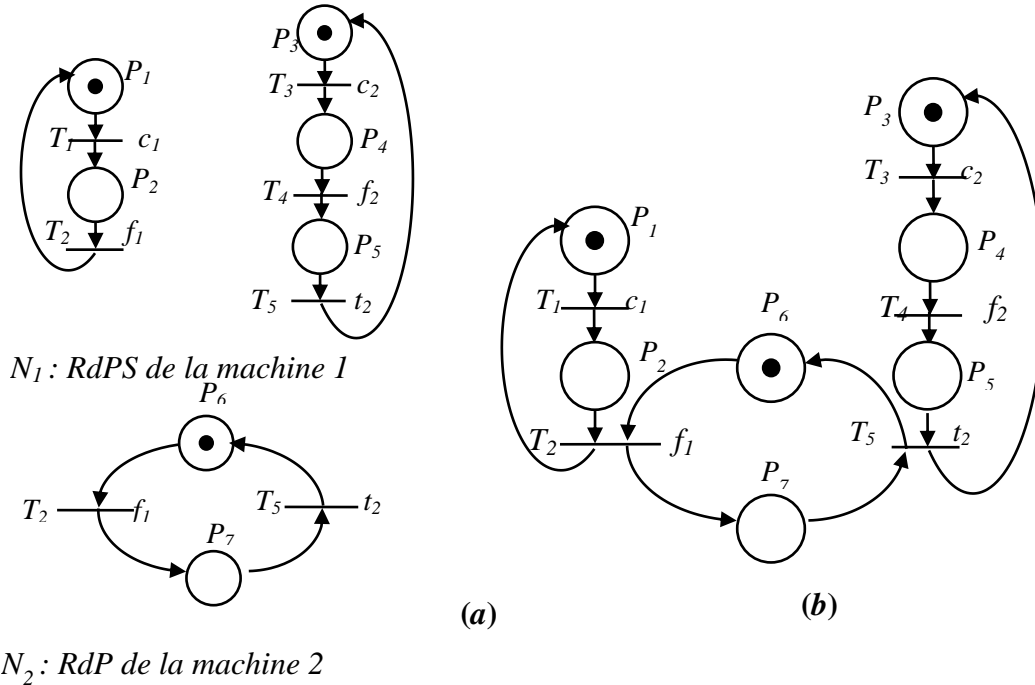 P3
P1
T3 c2
T1 c1
P4
P2
T4 f2
T2 f1
P5
T5 t2
N1 : RdPS de la machine 1
P6
T2 f1
T5 t2
P7
N2 : RdP de la machine 2
(a)
P3
T3 c2
P1
P4
T1 c1
P6
T4 f2
P2
P5
T2 f1
T5 t2
P7
(b)